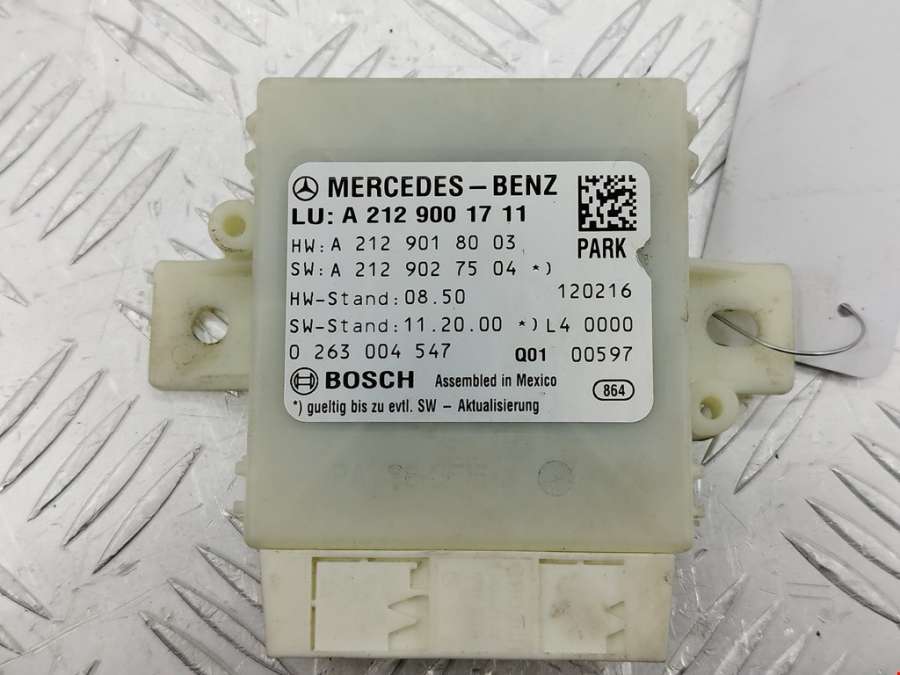 MERCEDES-BENZ
LU: A 212 900 17 11
PARK
HW: A 212 901 80 03
SW: A 212 902 75 04 *)
HW-Stand: 08.50 120216
SW-Stand: 11.20.00 *) L4 0000
0 263 004 547 Q01 00597
BOSCH Assembled in Mexico 864
*) gueltig bis zu evtl. SW - Aktualisierung